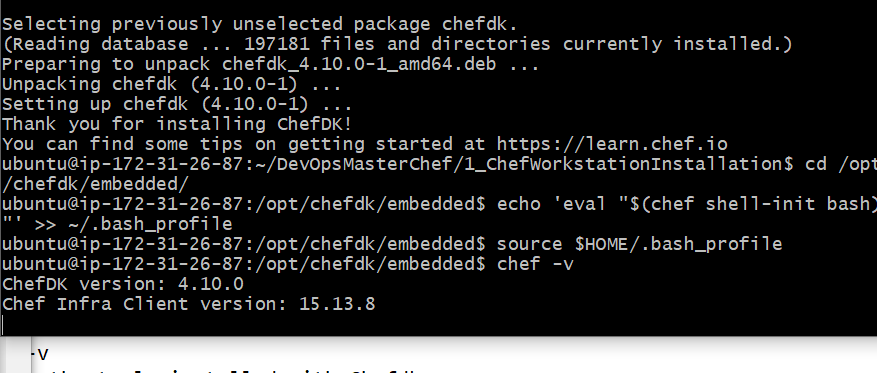 Selecting previously unselected package chefdk.
(Reading database ... 197181 files and directories currently installed.)
Preparing to unpack chefdk_4.10.0-1_amd64.deb ...
Unpacking chefdk (4.10.0-1) ...
Setting up chefdk (4.10.0-1) ...
Thank you for installing ChefDK!
You can find some tips on getting started at https://learn.chef.io
ubuntu@ip-172-31-26-87:~/DevOpsMasterChef/1_ChefWorkstationInstallation$ cd /opt
/chefdk/embedded/
ubuntu@ip-172-31-26-87:/opt/chefdk/embedded$ echo 'eval "$(chef shell-init bash)
"' >> ~/.bash_profile
ubuntu@ip-172-31-26-87:/opt/chefdk/embedded$ source $HOME/.bash_profile
ubuntu@ip-172-31-26-87:/opt/chefdk/embedded$ chef -v
ChefDK version: 4.10.0
Chef Infra Client version: 15.13.8
-v